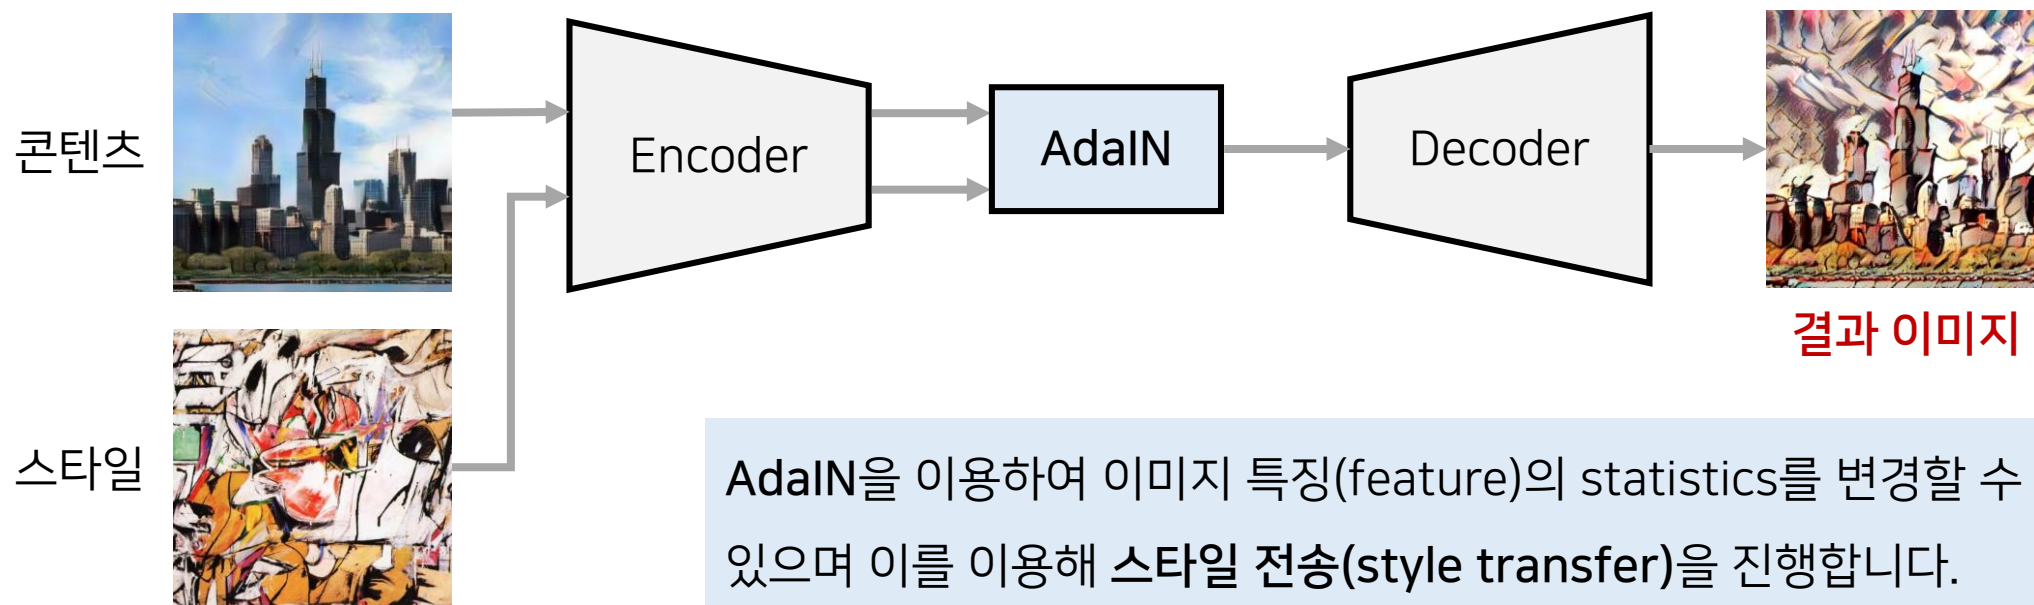 콘텐츠
Encoder
AdaIN
Decoder
결과 이미지
스타일
AdaIN을 이용하여 이미지 특징(feature)의 statistics를 변경할 수
있으며 이를 이용해 스타일 전송(style transfer)을 진행합니다.